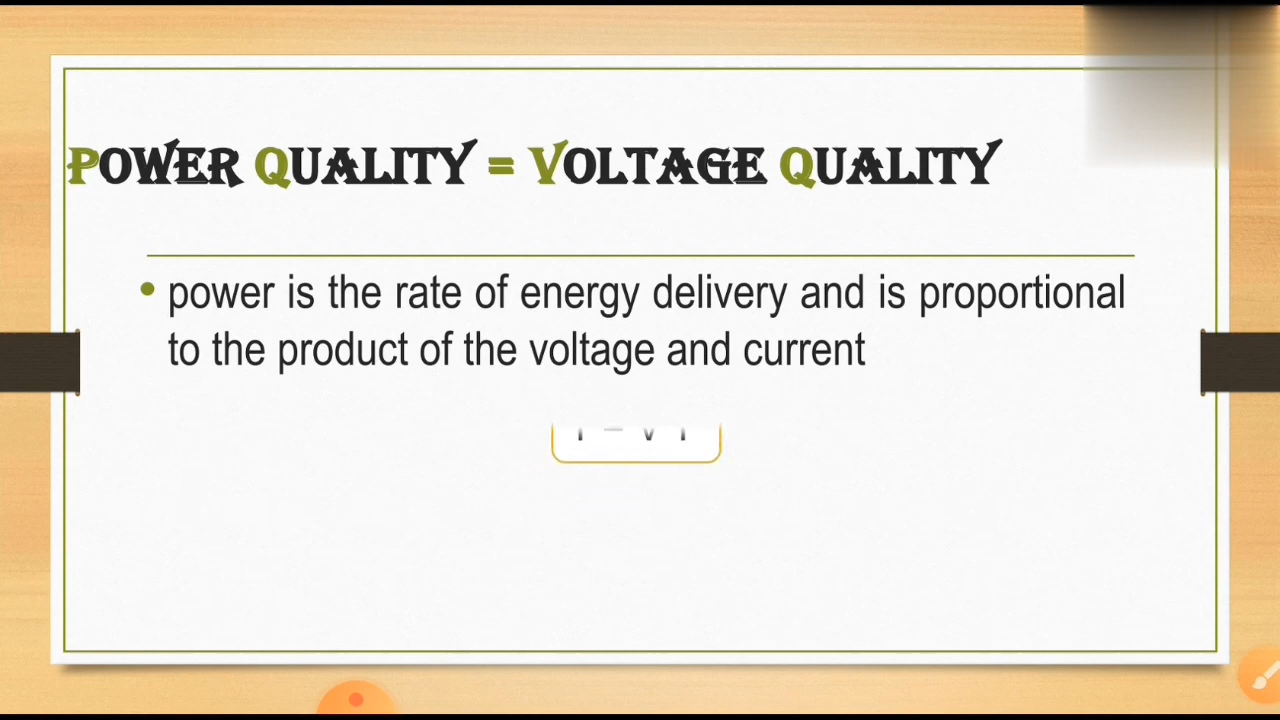 POWER QUALITY = VOLTAGE QUALITY
• power is the rate of energy delivery and is proportional
to the product of the voltage and current